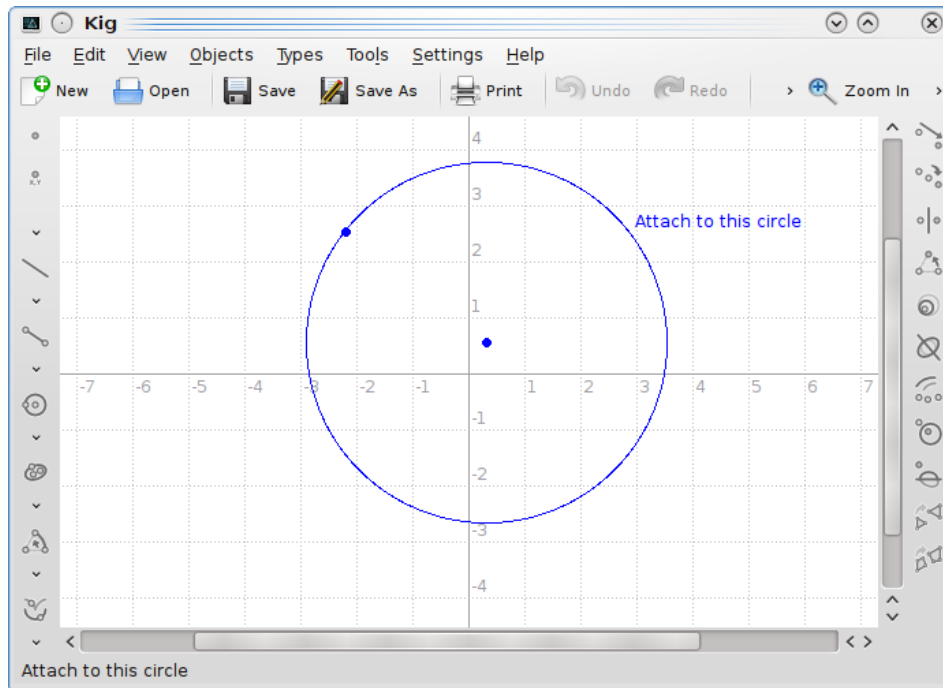 Kig
File Edit View Objects Types Tools Settings Help
New Open Save Save As Print Undo Redo Zoom In
X,Y
4
3
Attach to this circle
2
1
-7 -6 -5 -4 -3 -2 -1 1 2 3 4 5 6 7
-1
-2
-3
-4
Attach to this circle